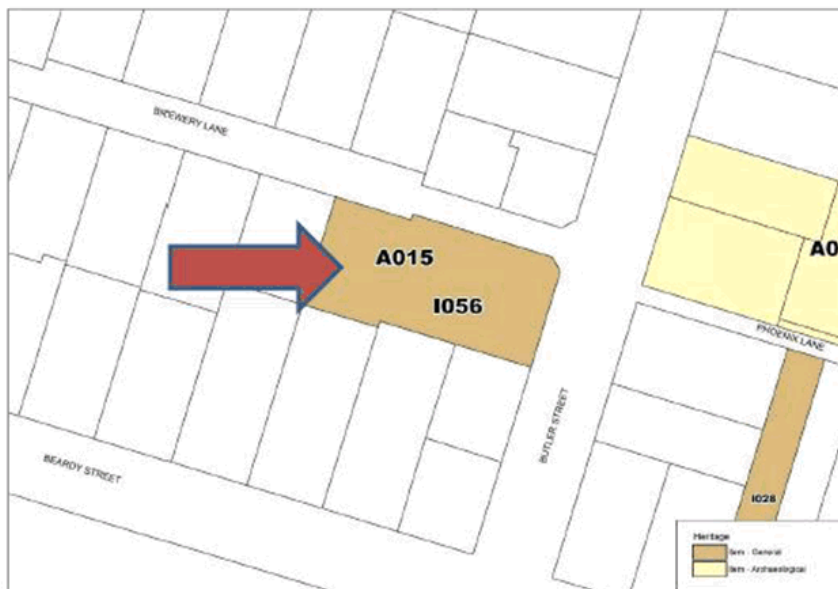 BREWERY LANE
A015
A0
I056
PHOENIX LANE
BUTLER STREET
BEARDY STREET
I028
Heritage
Item - General
Item - Archaeological